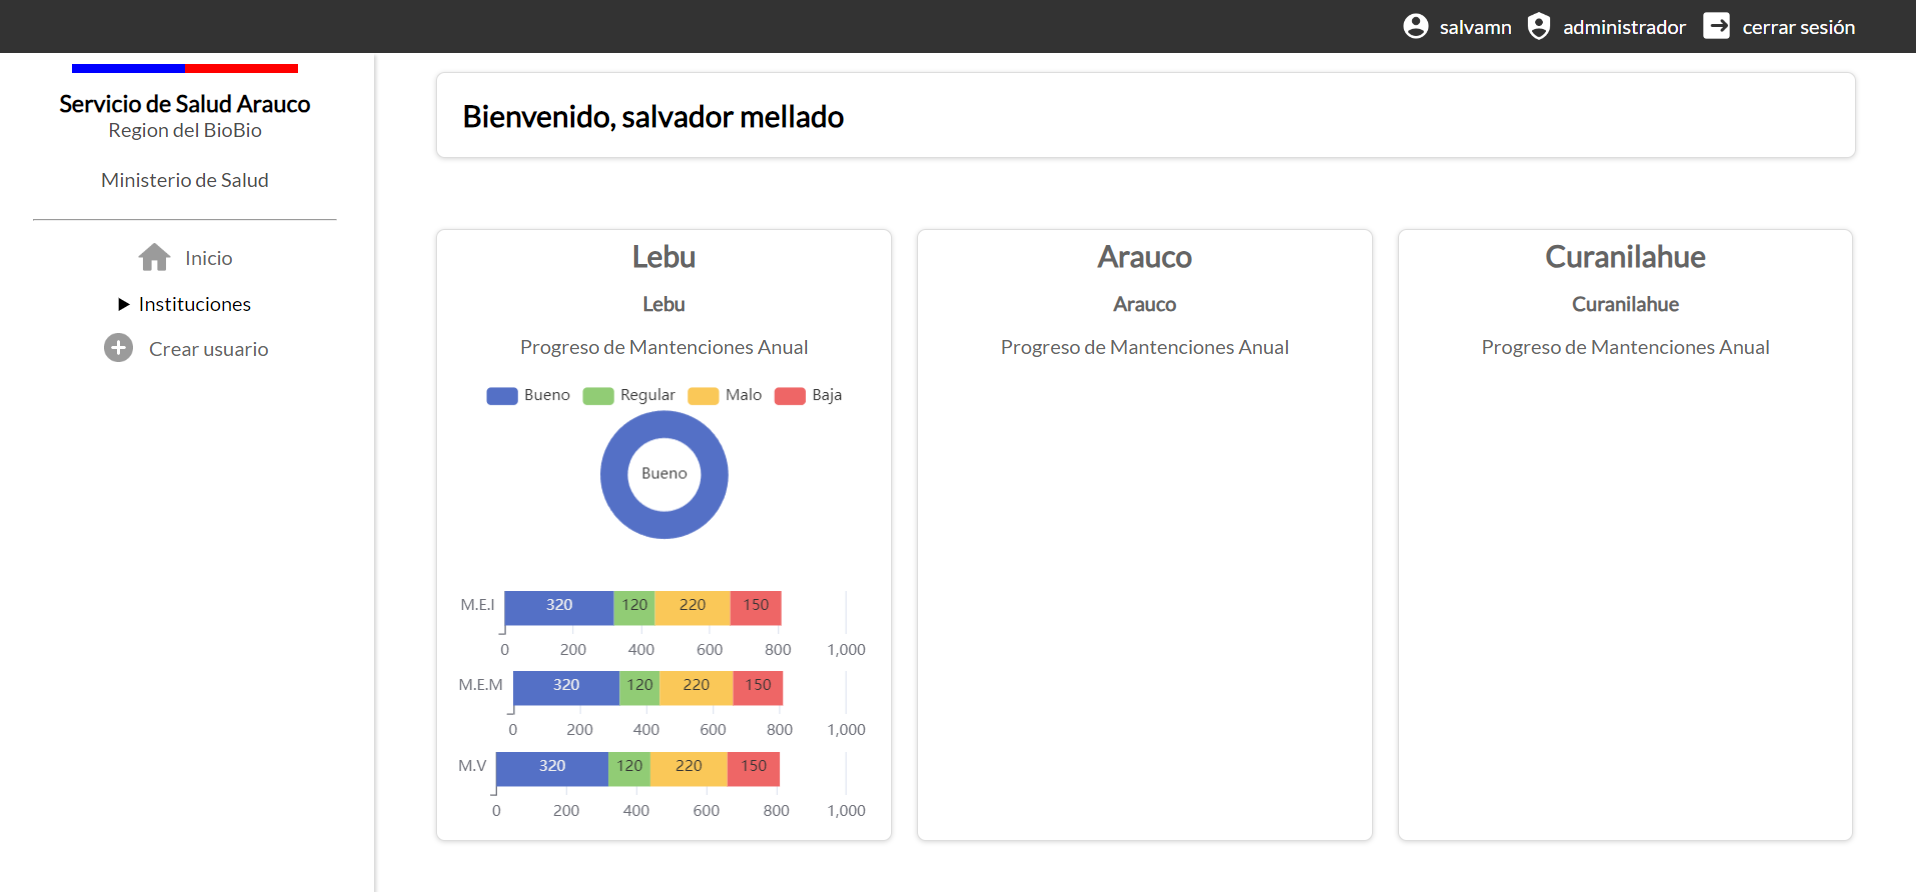 salvamn administrador cerrar sesión
Servicio de Salud Arauco
Region del BioBio
Ministerio de Salud
Inicio
Instituciones
Crear usuario
Bienvenido, salvador mellado
Lebu
Lebu
Progreso de Mantenciones Anual
Bueno Regular Malo Baja
Bueno
M.E.I 320 120 220 150
0 200 400 600 800 1,000
M.E.M 320 120 220 150
0 200 400 600 800 1,000
M.V 320 120 220 150
0 200 400 600 800 1,000
Arauco
Arauco
Progreso de Mantenciones Anual
Curanilahue
Curanilahue
Progreso de Mantenciones Anual